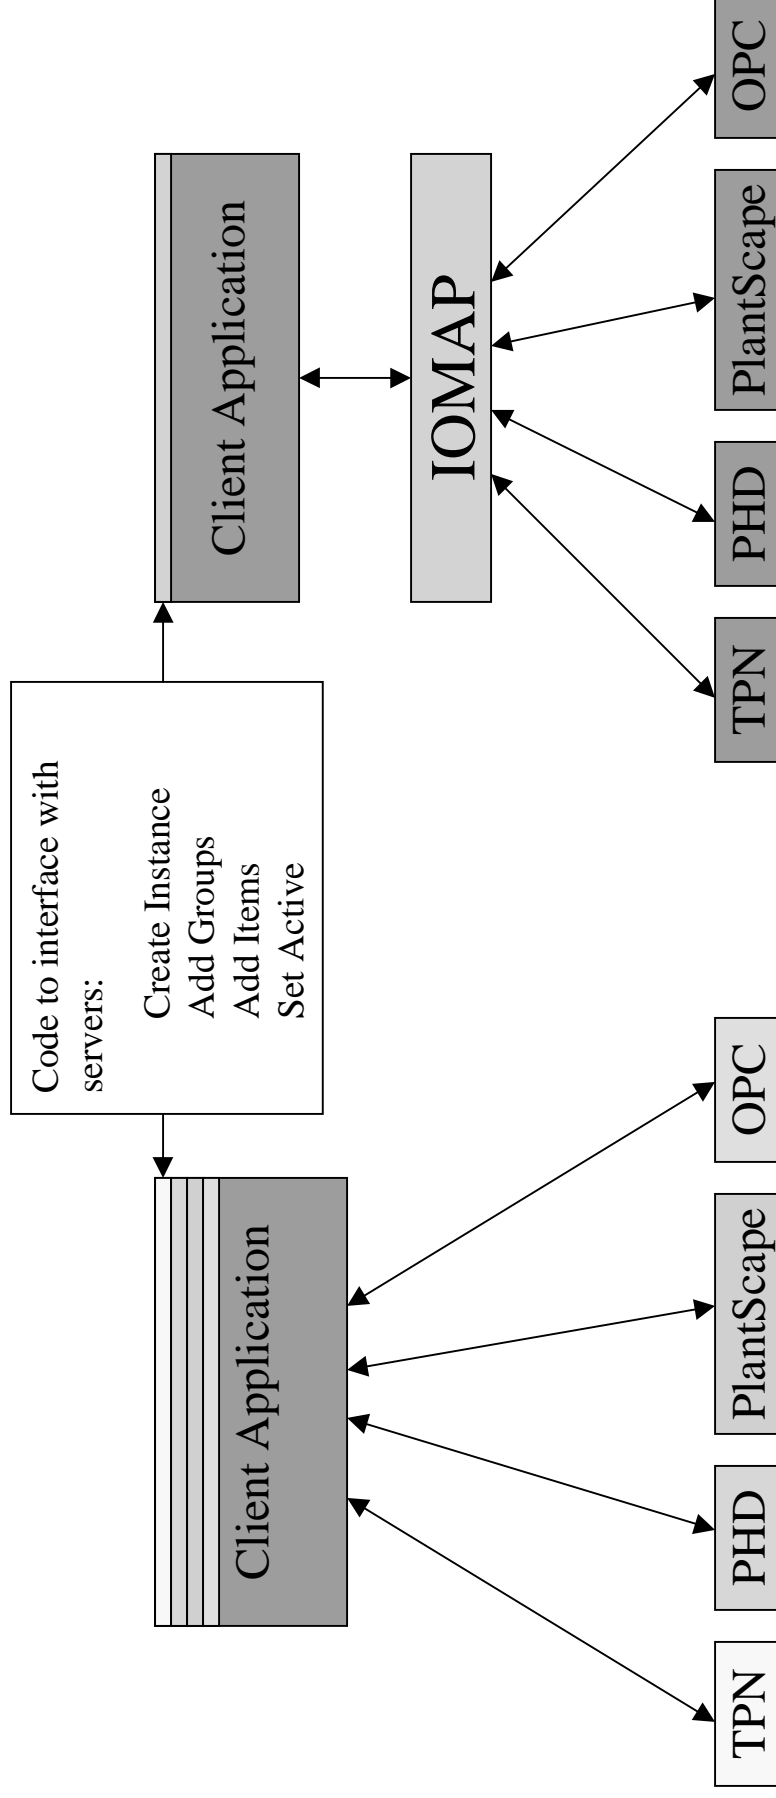 Code to interface with
servers:
Create Instance
Add Groups
Add Items
Set Active
Client Application
Client Application
IOMAP
TPN
PHD
PlantScape
OPC
TPN
PHD
PlantScape
OPC